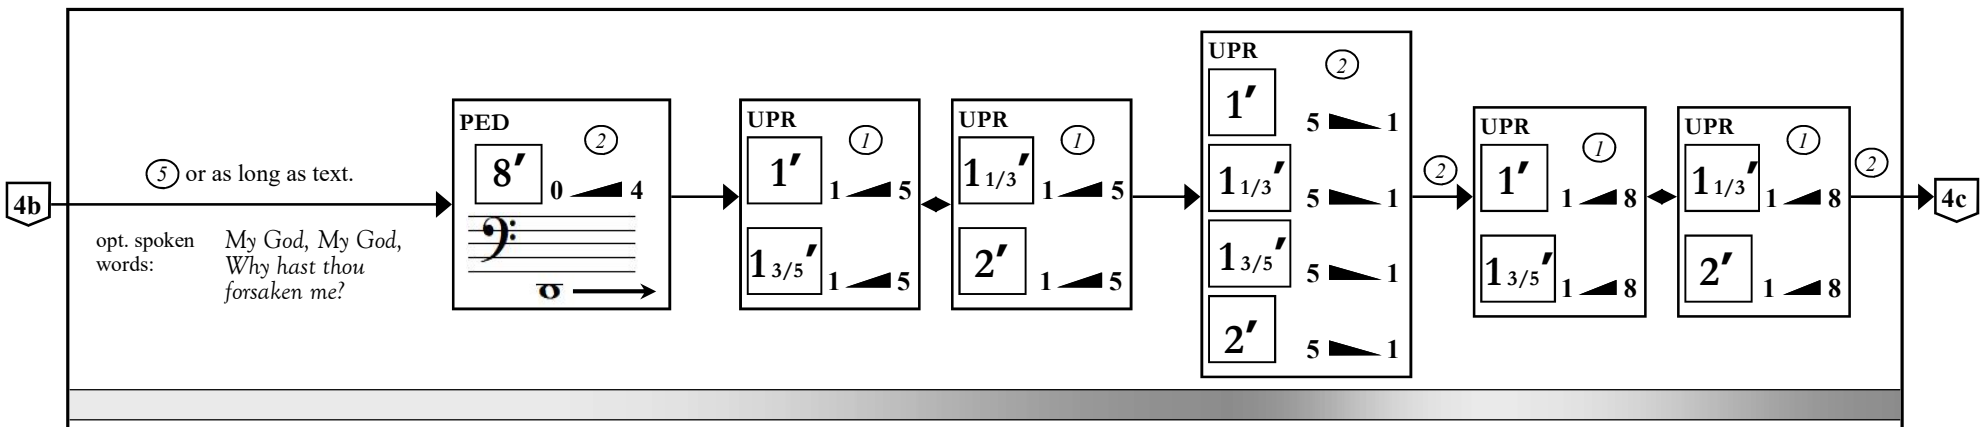 4b
5 or as long as text.
opt. spoken words:
My God, My God,
Why hast thou
forsaken me?
PED
2
8′
0 4
UPR
1
1′
1 5
1 3/5′
1 5
UPR
1
1 1/3′
1 5
2′
1 5
UPR
2
1′
5 1
1 1/3′
5 1
1 3/5′
5 1
2′
5 1
2
UPR
1
1′
1 8
1 3/5′
1 8
UPR
1
1 1/3′
1 8
2′
1 8
2
4c